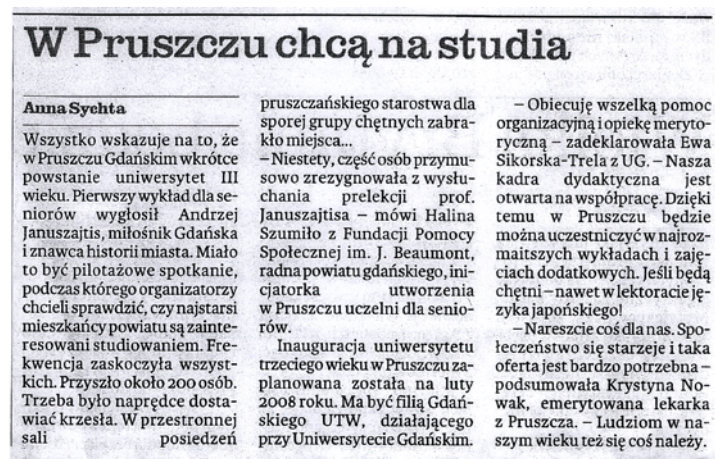 W Pruszczu chcą na studia
Anna Sychta
Wszystko wskazuje na to, że
w Pruszczu Gdańskim wkrótce
powstanie uniwersytet III
wieku. Pierwszy wykład dla se-
niorów wygłosił Andrzej
Januszajtis, miłośnik Gdańska
i znawca historii miasta. Miało
to być pilotażowe spotkanie,
podczas którego organizatorzy
chcieli sprawdzić, czy najstarsi
mieszkańcy powiatu są zainte-
resowani studiowaniem. Fre-
kwencja zaskoczyła wszyst-
kich. Przyszło około 200 osób.
Trzeba było naprędce dosta-
wiać krzesła. W przestronnej
sali posiedzeń
pruszczańskiego starostwa dla
sporej grupy chętnych zabra-
kło miejsca...
– Niestety, część osób przymu-
sowo zrezygnowała z wysłu-
chania prelekcji prof.
Januszajtisa – mówi Halina
Szumiło z Fundacji Pomocy
Społecznej im. J. Beaumont,
radna powiatu gdańskiego, ini-
cjatorka utworzenia
w Pruszczu uczelni dla senio-
rów.
Inauguracja uniwersytetu
trzeciego wieku w Pruszczu za-
planowana została na luty
2008 roku. Ma być filią Gdań-
skiego UTW, działającego
przy Uniwersytecie Gdańskim.
– Obiecuję wszelką pomoc
organizacyjną i opiekę meryto-
ryczną – zadeklarowała Ewa
Sikorska-Trela z UG. – Nasza
kadra dydaktyczna jest
otwarta na współpracę. Dzięki
temu w Pruszczu będzie
można uczestniczyć w najroz-
maitszych wykładach i zaję-
ciach dodatkowych. Jeśli będą
chętni – nawet w lektoracie ję-
zyka japońskiego!
– Nareszcie coś dla nas. Spo-
łeczeństwo się starzeje i taka
oferta jest bardzo potrzebna –
podsumowała Krystyna No-
wak, emerytowana lekarka
z Pruszcza. – Ludziom w na-
szym wieku też się coś należy.